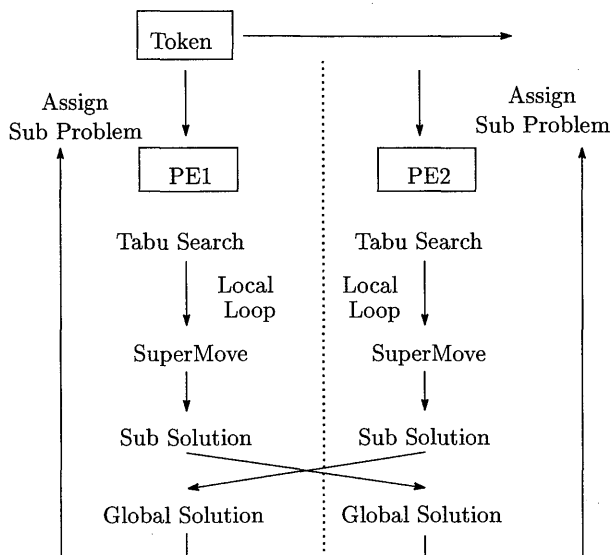 Token
Assign
Sub Problem
Assign
Sub Problem
PE1
PE2
Tabu Search
Tabu Search
Local
Loop
Local
Loop
SuperMove
SuperMove
Sub Solution
Sub Solution
Global Solution
Global Solution